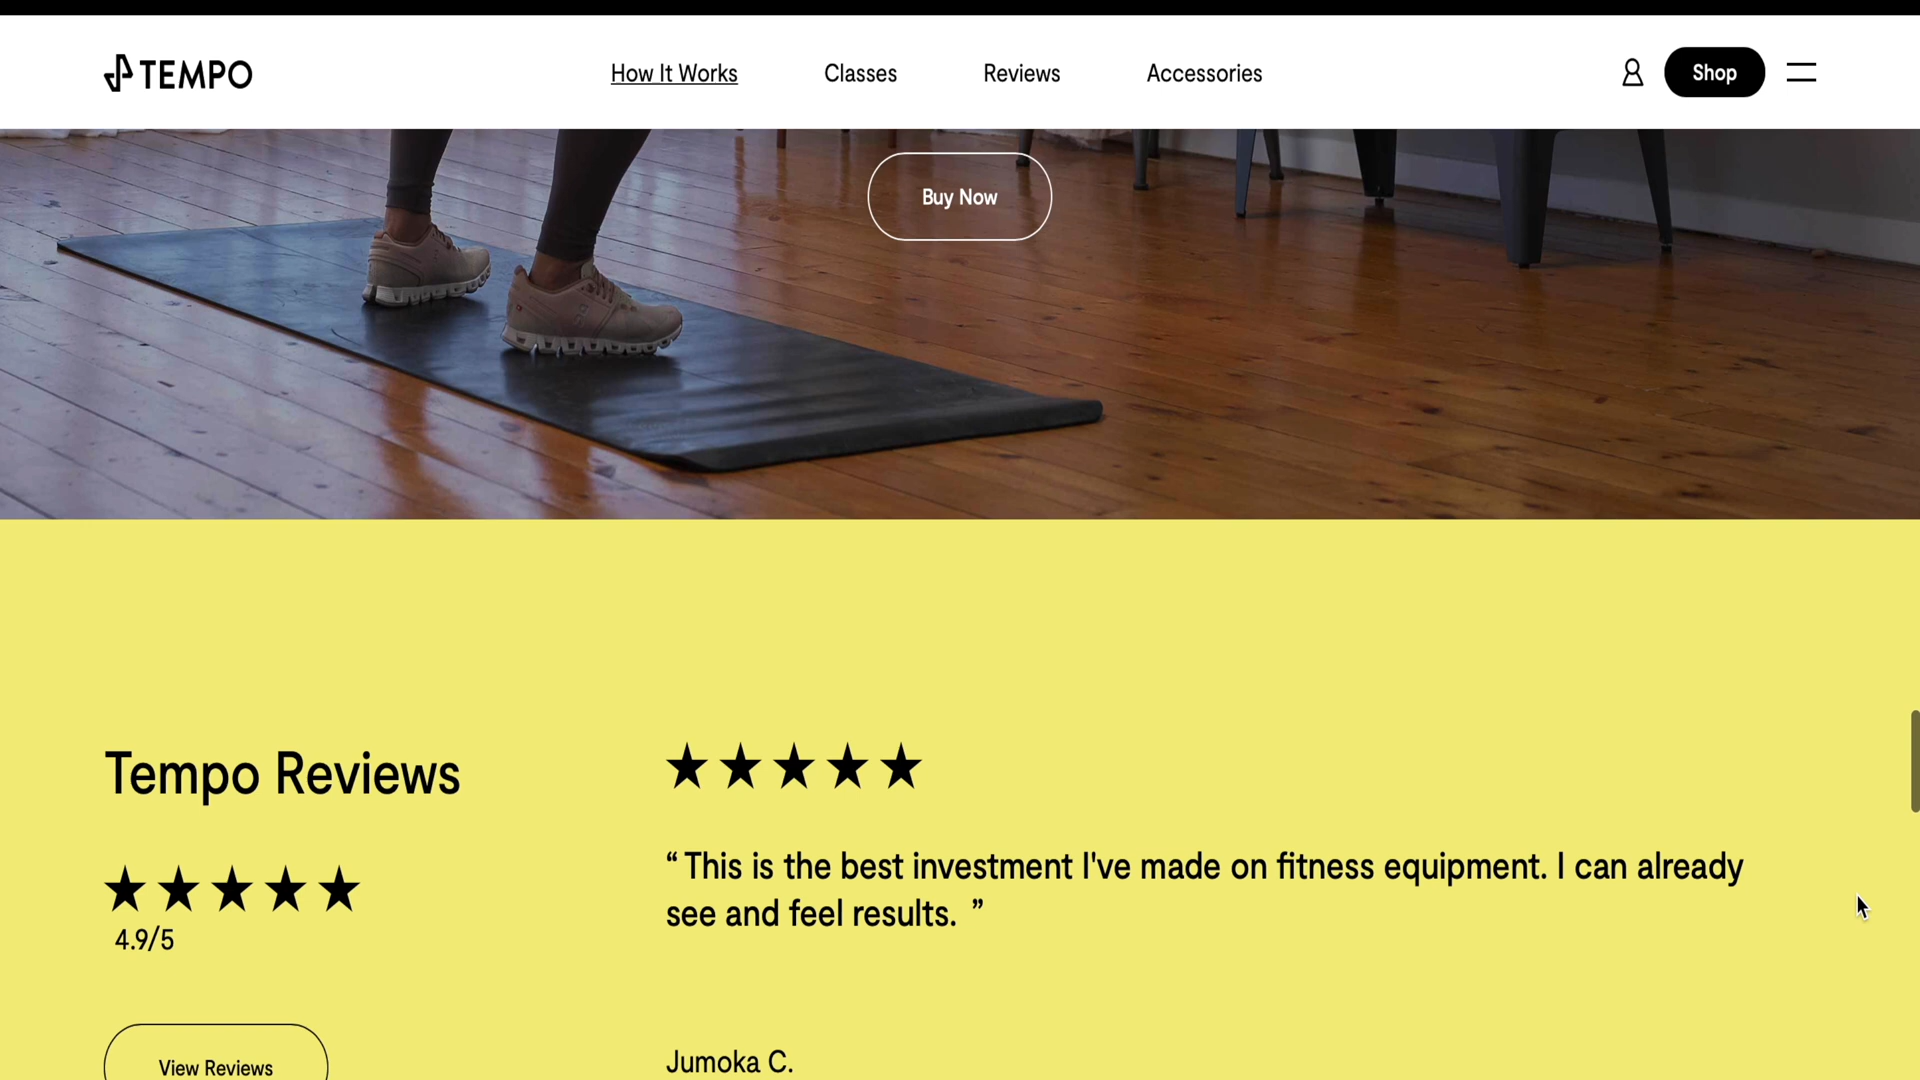 TEMPO
How It Works
Classes
Reviews
Accessories
Shop
Buy Now
Tempo Reviews
4.9/5
View Reviews
“ This is the best investment I've made on fitness equipment. I can already
see and feel results. ”
Jumoka C.